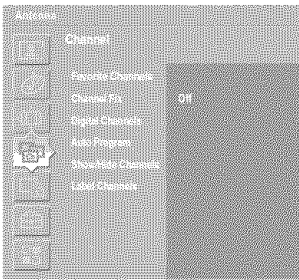 Antenna
Channel
Favorite Channels
Channel Fix Off
Digital Channels
Auto Program
Show/Hide Channels
Label Channels